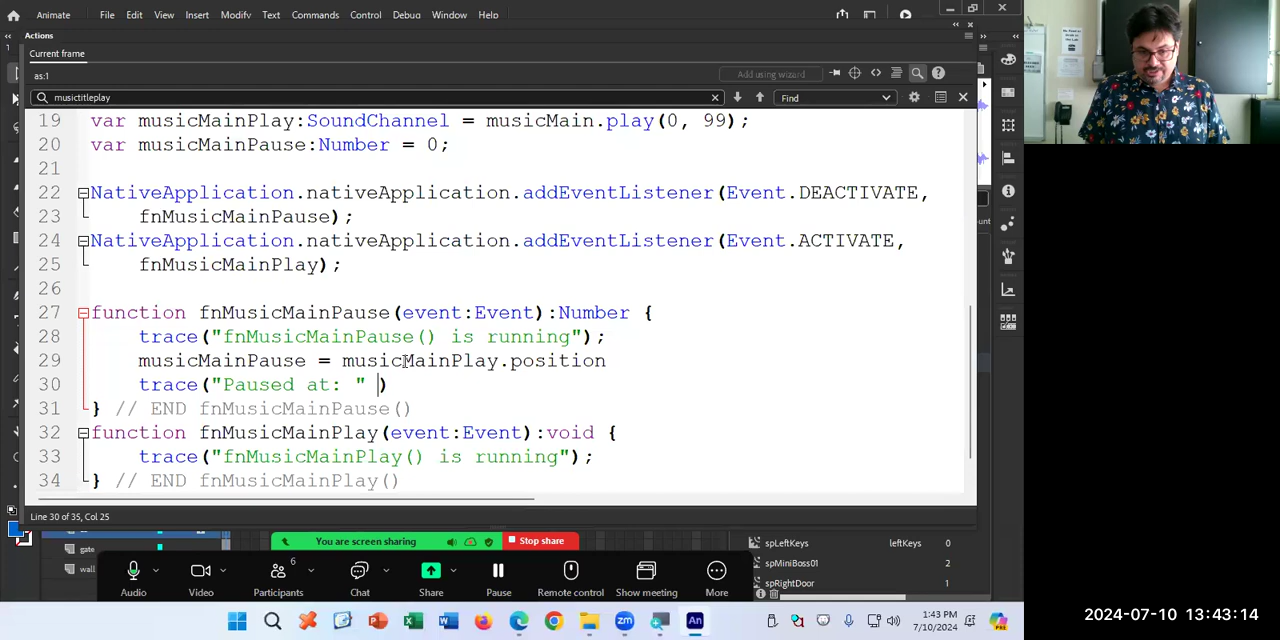 Animate File Edit View Insert Modify Text Commands Control Debug Window Help
Actions
Current frame
as:1
Add using wizard
musictitleplay
Find
19 var musicMainPlay:SoundChannel = musicMain.play(0, 99);
20 var musicMainPause:Number = 0;
21
22 NativeApplication.nativeApplication.addEventListener(Event.DEACTIVATE,
23 fnMusicMainPause);
24 NativeApplication.nativeApplication.addEventListener(Event.ACTIVATE,
25 fnMusicMainPlay);
26
27 function fnMusicMainPause(event:Event):Number {
28 trace("fnMusicMainPause() is running");
29 musicMainPause = musicMainPlay.position
30 trace("Paused at: " )
31 } // END fnMusicMainPause()
32 function fnMusicMainPlay(event:Event):void {
33 trace("fnMusicMainPlay() is running");
34 } // END fnMusicMainPlay()
Line 30 of 35, Col 25
gate
wall
You are screen sharing
Stop share
spLeftKeys leftKeys 0
spMiniBoss01 2
spRightDoor 1
6
Audio Video Participants Chat Share Pause Remote control Show meeting More
1:43 PM
7/10/2024
2024-07-10 13:43:14